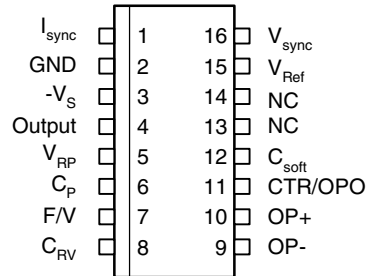 Isync 1 16 Vsync
GND 2 15 VRef
-VS 3 14 NC
Output 4 13 NC
VRP 5 12 Csoft
CP 6 11 CTR/OPO
F/V 7 10 OP+
CRV 8 9 OP-